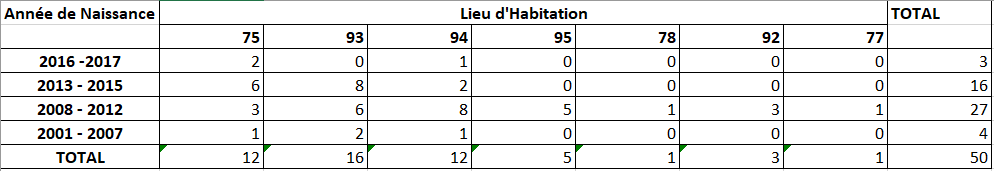 Année de Naissance Lieu d'Habitation TOTAL
75 93 94 95 78 92 77
2016 -2017 2 0 1 0 0 0 0 3
2013 - 2015 6 8 2 0 0 0 0 16
2008 - 2012 3 6 8 5 1 3 1 27
2001 - 2007 1 2 1 0 0 0 0 4
TOTAL 12 16 12 5 1 3 1 50